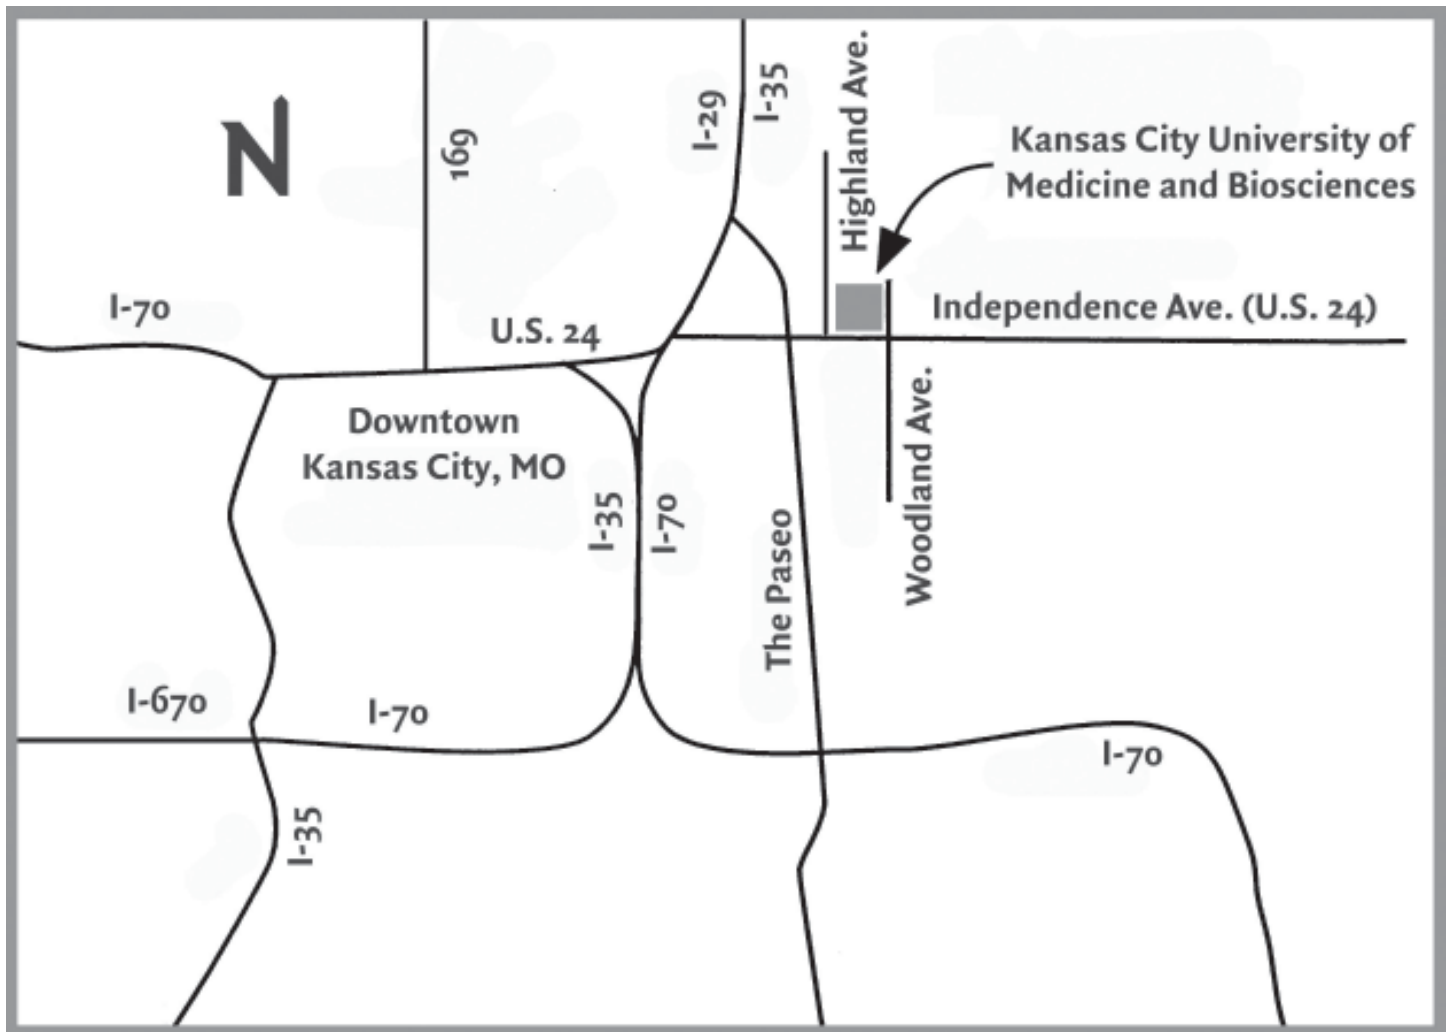 N
169
I-29
I-35
Highland Ave.
Kansas City University of
Medicine and Biosciences
I-70
U.S. 24
Independence Ave. (U.S. 24)
Downtown
Kansas City, MO
I-35
I-70
The Paseo
Woodland Ave.
I-670
I-70
I-70
I-35